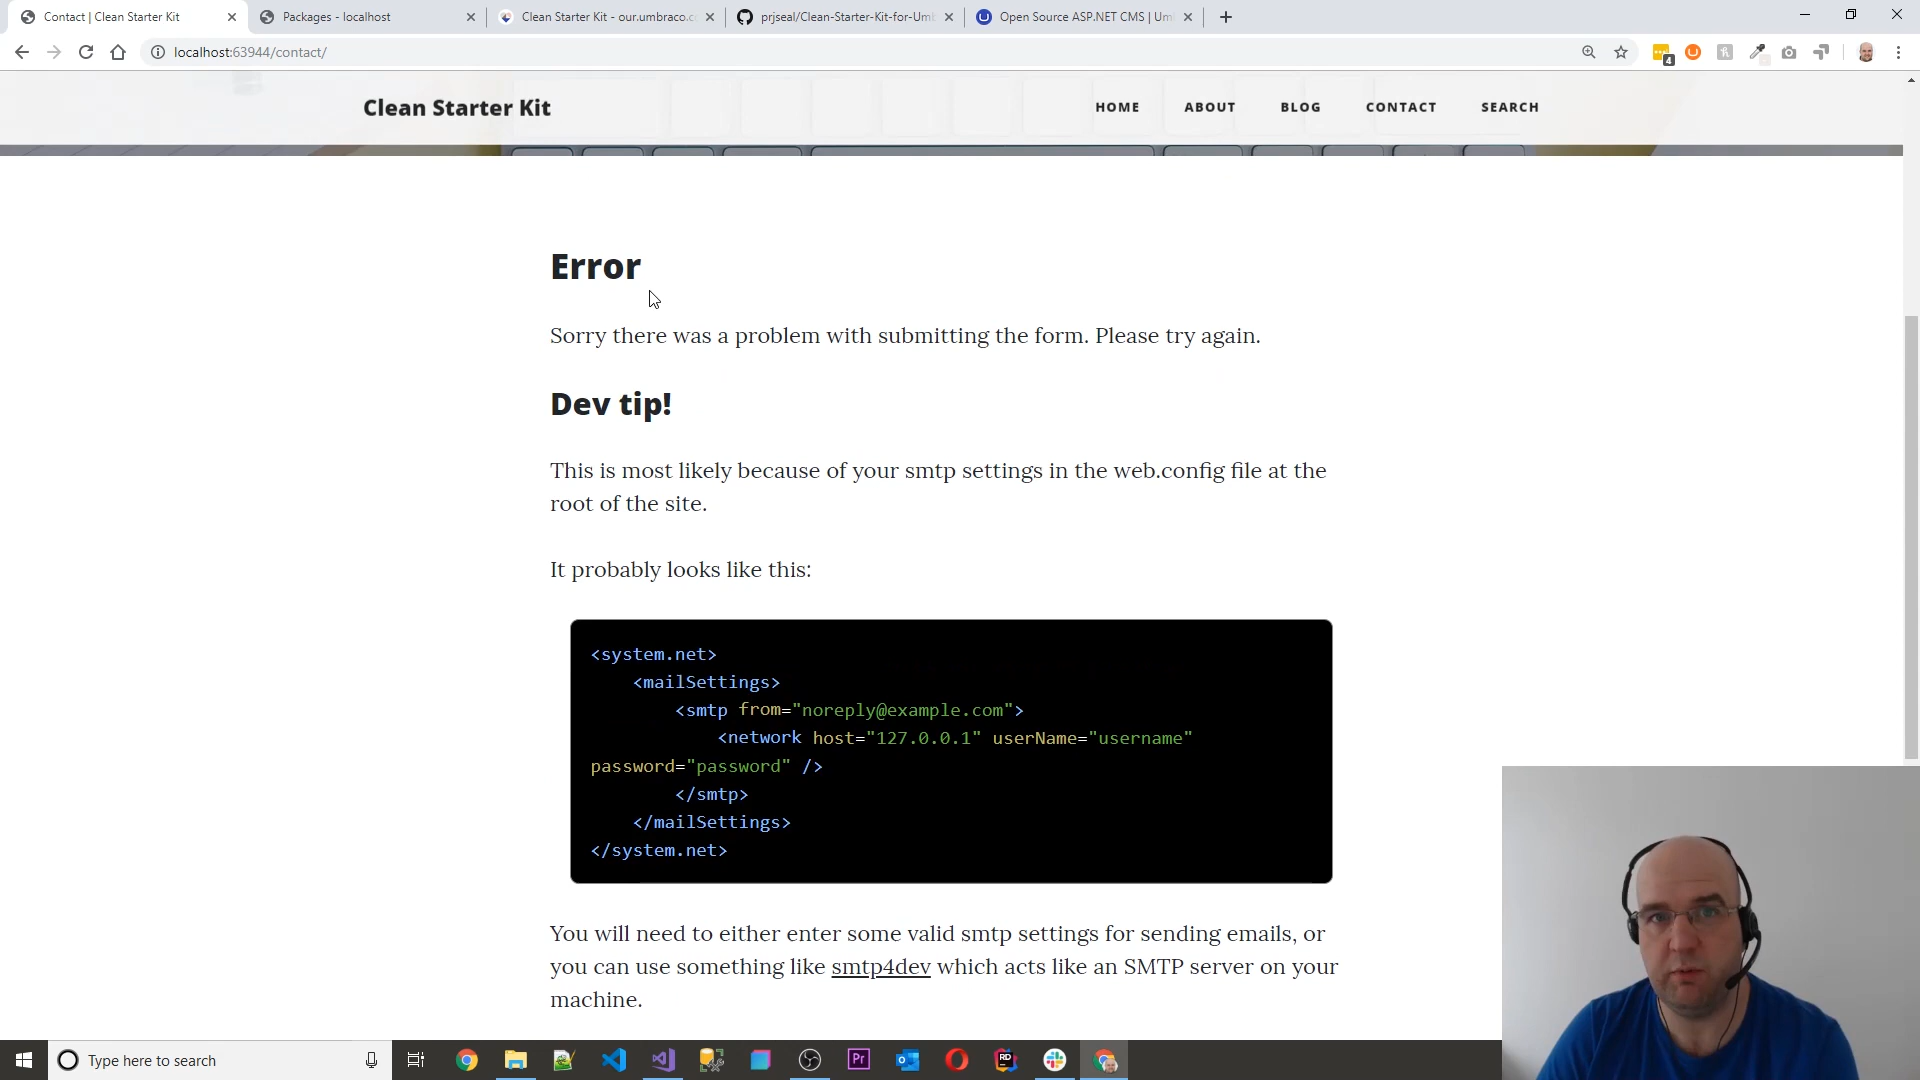 Contact | Clean Starter Kit
Packages - localhost
Clean Starter Kit - our.umbraco.c
prjseal/Clean-Starter-Kit-for-Um
Open Source ASP.NET CMS | Um
localhost:63944/contact/
4
Clean Starter Kit
HOME
ABOUT
BLOG
CONTACT
SEARCH
Error
Sorry there was a problem with submitting the form. Please try again.
Dev tip!
This is most likely because of your smtp settings in the web.config file at the
root of the site.
It probably looks like this:
<system.net>
<mailSettings>
<smtp from="noreply@example.com">
<network host="127.0.0.1" userName="username"
password="password" />
</smtp>
</mailSettings>
</system.net>
You will need to either enter some valid smtp settings for sending emails, or
you can use something like smtp4dev which acts like an SMTP server on your
machine.
Type here to search
Pr
RD